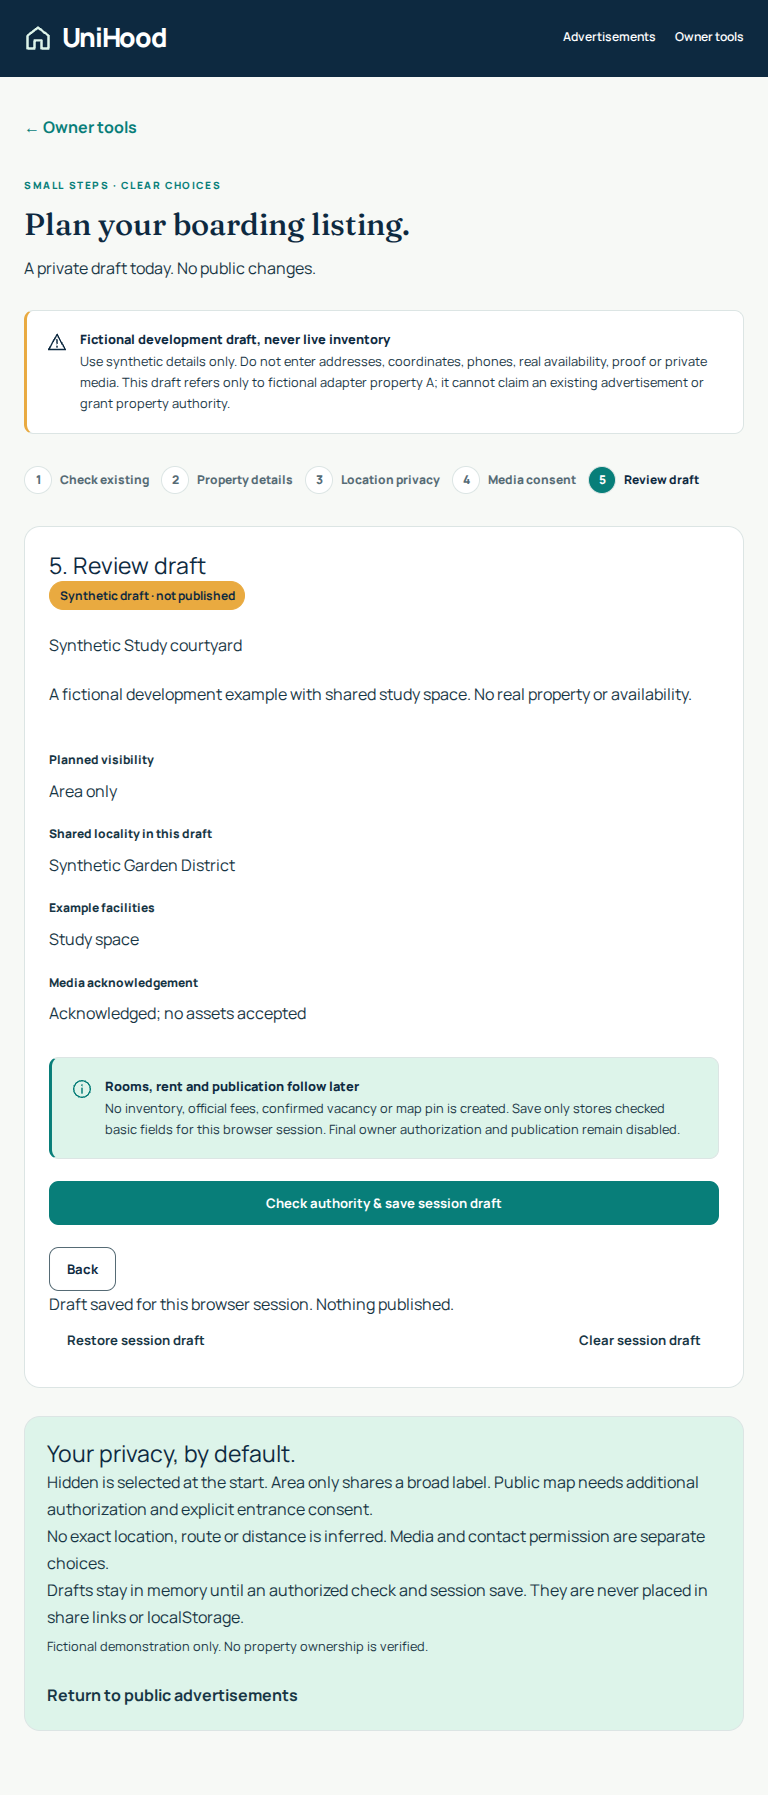 UniHood
Advertisements
Owner tools
← Owner tools
SMALL STEPS · CLEAR CHOICES
Plan your boarding listing.
A private draft today. No public changes.
Fictional development draft, never live inventory
Use synthetic details only. Do not enter addresses, coordinates, phones, real availability, proof or private
media. This draft refers only to fictional adapter property A; it cannot claim an existing advertisement or
grant property authority.
1 Check existing
2 Property details
3 Location privacy
4 Media consent
5 Review draft
5. Review draft
Synthetic draft · not published
Synthetic Study courtyard
A fictional development example with shared study space. No real property or availability.
Planned visibility
Area only
Shared locality in this draft
Synthetic Garden District
Example facilities
Study space
Media acknowledgement
Acknowledged; no assets accepted
Rooms, rent and publication follow later
No inventory, official fees, confirmed vacancy or map pin is created. Save only stores checked
basic fields for this browser session. Final owner authorization and publication remain disabled.
Check authority & save session draft
Back
Draft saved for this browser session. Nothing published.
Restore session draft
Clear session draft
Your privacy, by default.
Hidden is selected at the start. Area only shares a broad label. Public map needs additional
authorization and explicit entrance consent.
No exact location, route or distance is inferred. Media and contact permission are separate
choices.
Drafts stay in memory until an authorized check and session save. They are never placed in
share links or localStorage.
Fictional demonstration only. No property ownership is verified.
Return to public advertisements